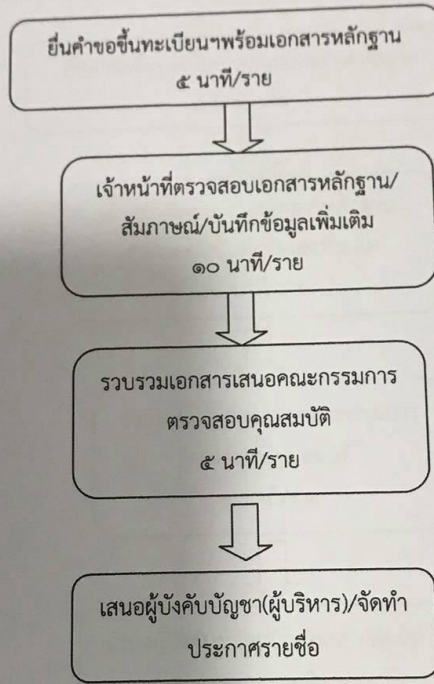 ยื่นคำขอขึ้นทะเบียนฯพร้อมเอกสารหลักฐาน
๕ นาที/ราย
เจ้าหน้าที่ตรวจสอบเอกสารหลักฐาน/
สัมภาษณ์/บันทึกข้อมูลเพิ่มเติม
๑๐ นาที/ราย
รวบรวมเอกสารเสนอคณะกรรมการ
ตรวจสอบคุณสมบัติ
๕ นาที/ราย
เสนอผู้บังคับบัญชา(ผู้บริหาร)/จัดทำ
ประกาศรายชื่อ